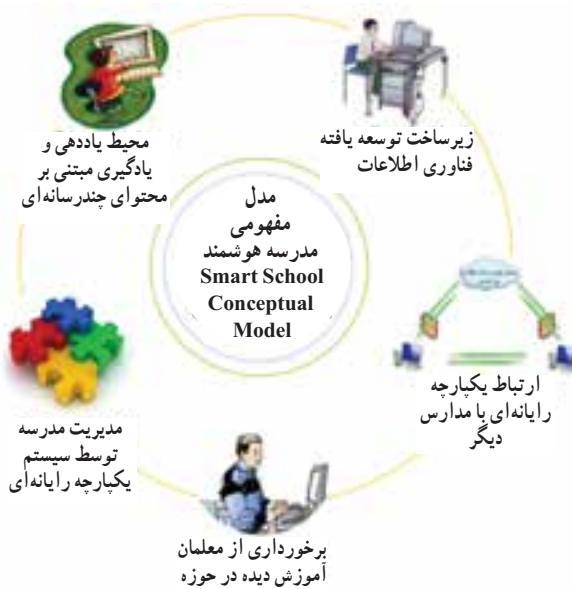 مدل
مفهومی
مدرسه هوشمند
Smart School
Conceptual
Model
زیرساخت توسعه یافته
فناوری اطلاعات
ارتباط یکپارچه
رایانه‌ای با مدارس
دیگر
برخورداری از معلمان
آموزش دیده در حوزه
مدیریت مدرسه
توسط سیستم
یکپارچه رایانه‌ای
محیط یاددهی و
یادگیری مبتنی بر
محتوای چندرسانه‌ای